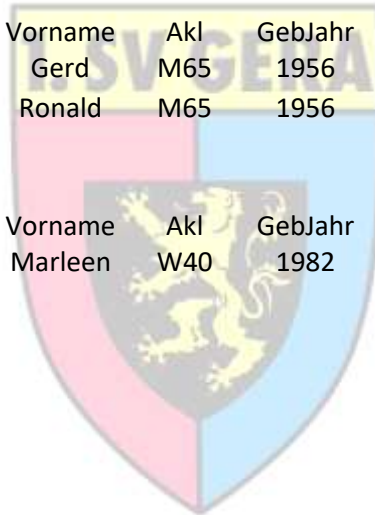 Vorname Akl GebJahr
1. SV GERA
Gerd M65 1956
Ronald M65 1956
Vorname Akl GebJahr
Marleen W40 1982